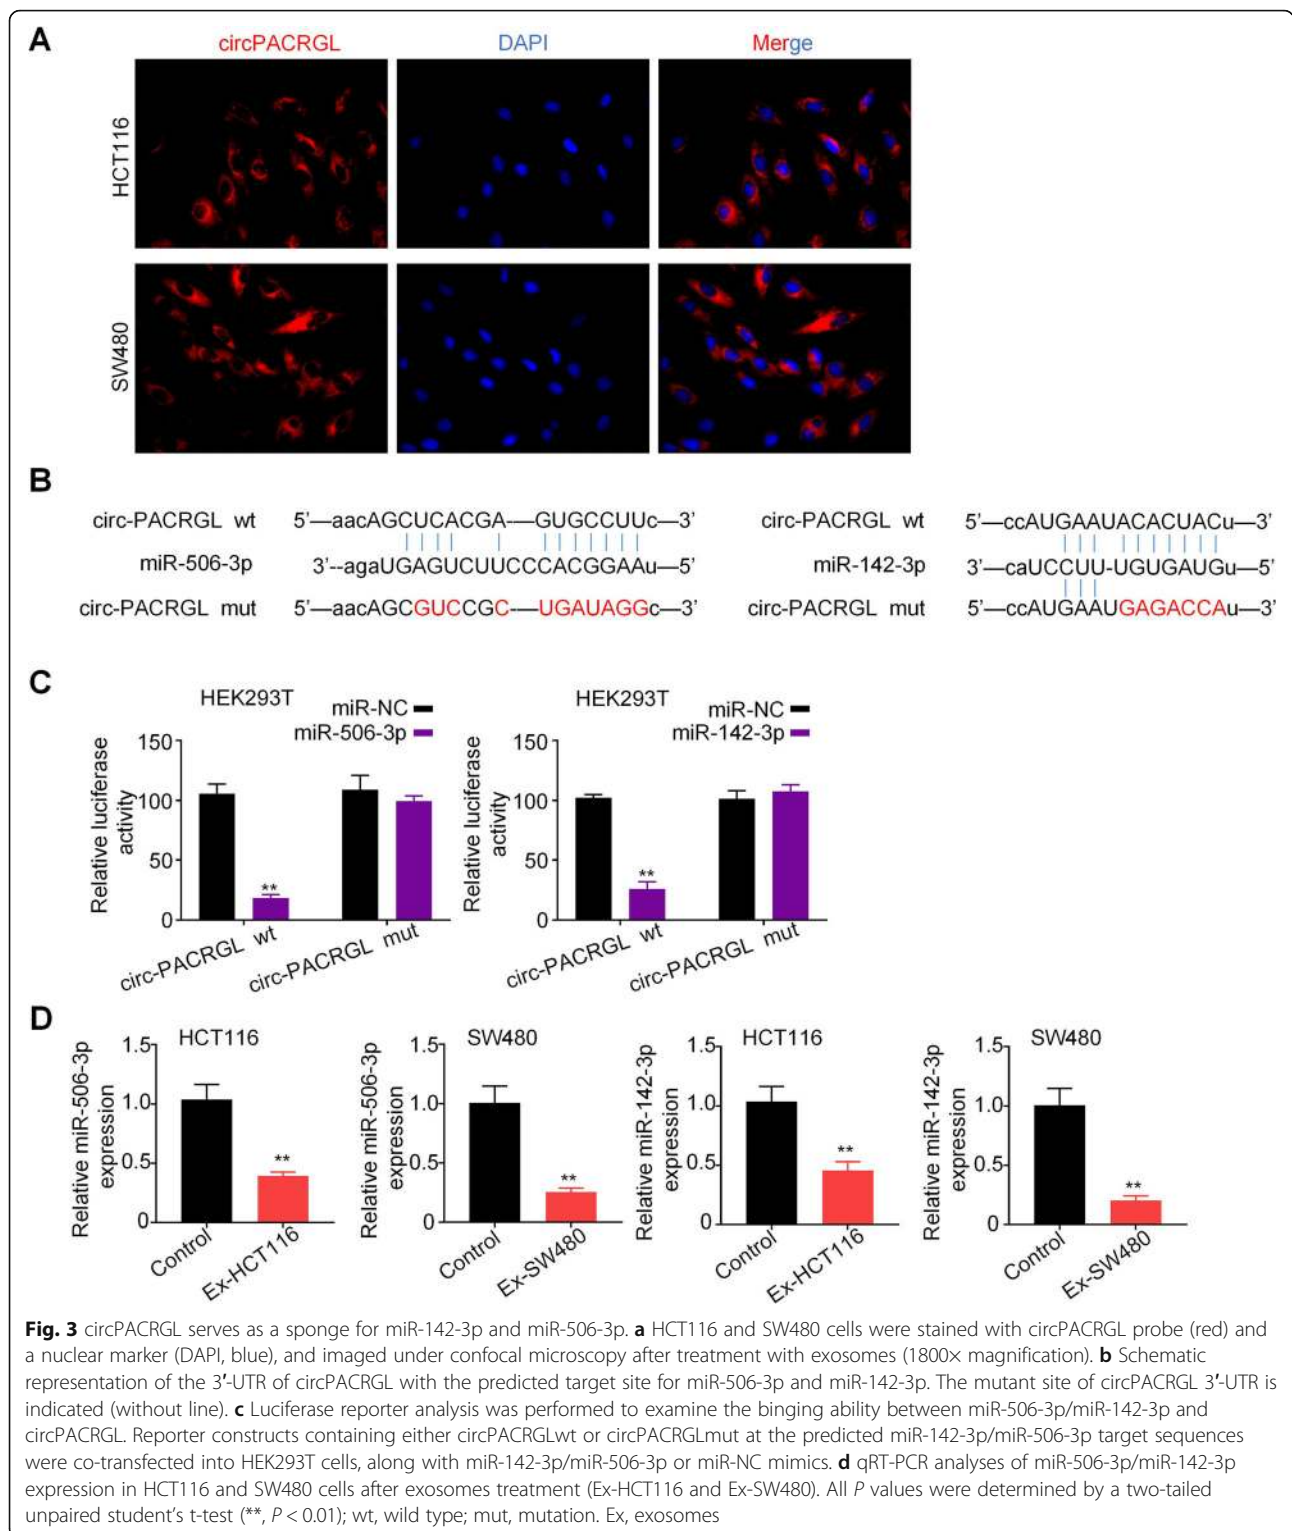 A
circPACRGL DAPI Merge
HCT116
SW480
B
circ-PACRGL wt 5’—aacAGCUCACGA-—GUGCCUUc—3’
miR-506-3p 3’--agaUGAGUCUUCCCACGGAAu—5’
circ-PACRGL mut 5’—aacAGCGUCCGC —UGAUAGGc—3’
circ-PACRGL wt 5’—ccAUGAAUACACUACu—3’
miR-142-3p 3’—caUCCUU-UGUGAUGu—5’
circ-PACRGL mut 5’—ccAUGAAUGAGACCAu—3’
C
HEK293T
miR-NC
miR-506-3p
Relative luciferase
activity
150
100
50
0
**
circ-PACRGL wt
circ-PACRGL mut
HEK293T
miR-NC
miR-142-3p
Relative luciferase
activity
150
100
50
0
**
circ-PACRGL wt
circ-PACRGL mut
D
HCT116
Relative miR-506-3p
expression
1.5
1.0
0.5
0
**
Control
Ex-HCT116
SW480
Relative miR-506-3p
expression
1.5
1.0
0.5
0
**
Control
Ex-SW480
HCT116
Relative miR-142-3p
expression
1.5
1.0
0.5
0
**
Control
Ex-HCT116
SW480
Relative miR-142-3p
expression
1.5
1.0
0.5
0
**
Control
Ex-SW480
Fig. 3 circPACRGL serves as a sponge for miR-142-3p and miR-506-3p. a HCT116 and SW480 cells were stained with circPACRGL probe (red) and
a nuclear marker (DAPI, blue), and imaged under confocal microscopy after treatment with exosomes (1800× magnification). b Schematic
representation of the 3′-UTR of circPACRGL with the predicted target site for miR-506-3p and miR-142-3p. The mutant site of circPACRGL 3′-UTR is
indicated (without line). c Luciferase reporter analysis was performed to examine the binging ability between miR-506-3p/miR-142-3p and
circPACRGL. Reporter constructs containing either circPACRGLwt or circPACRGLmut at the predicted miR-142-3p/miR-506-3p target sequences
were co-transfected into HEK293T cells, along with miR-142-3p/miR-506-3p or miR-NC mimics. d qRT-PCR analyses of miR-506-3p/miR-142-3p
expression in HCT116 and SW480 cells after exosomes treatment (Ex-HCT116 and Ex-SW480). All P values were determined by a two-tailed
unpaired student’s t-test (**, P < 0.01); wt, wild type; mut, mutation. Ex, exosomes